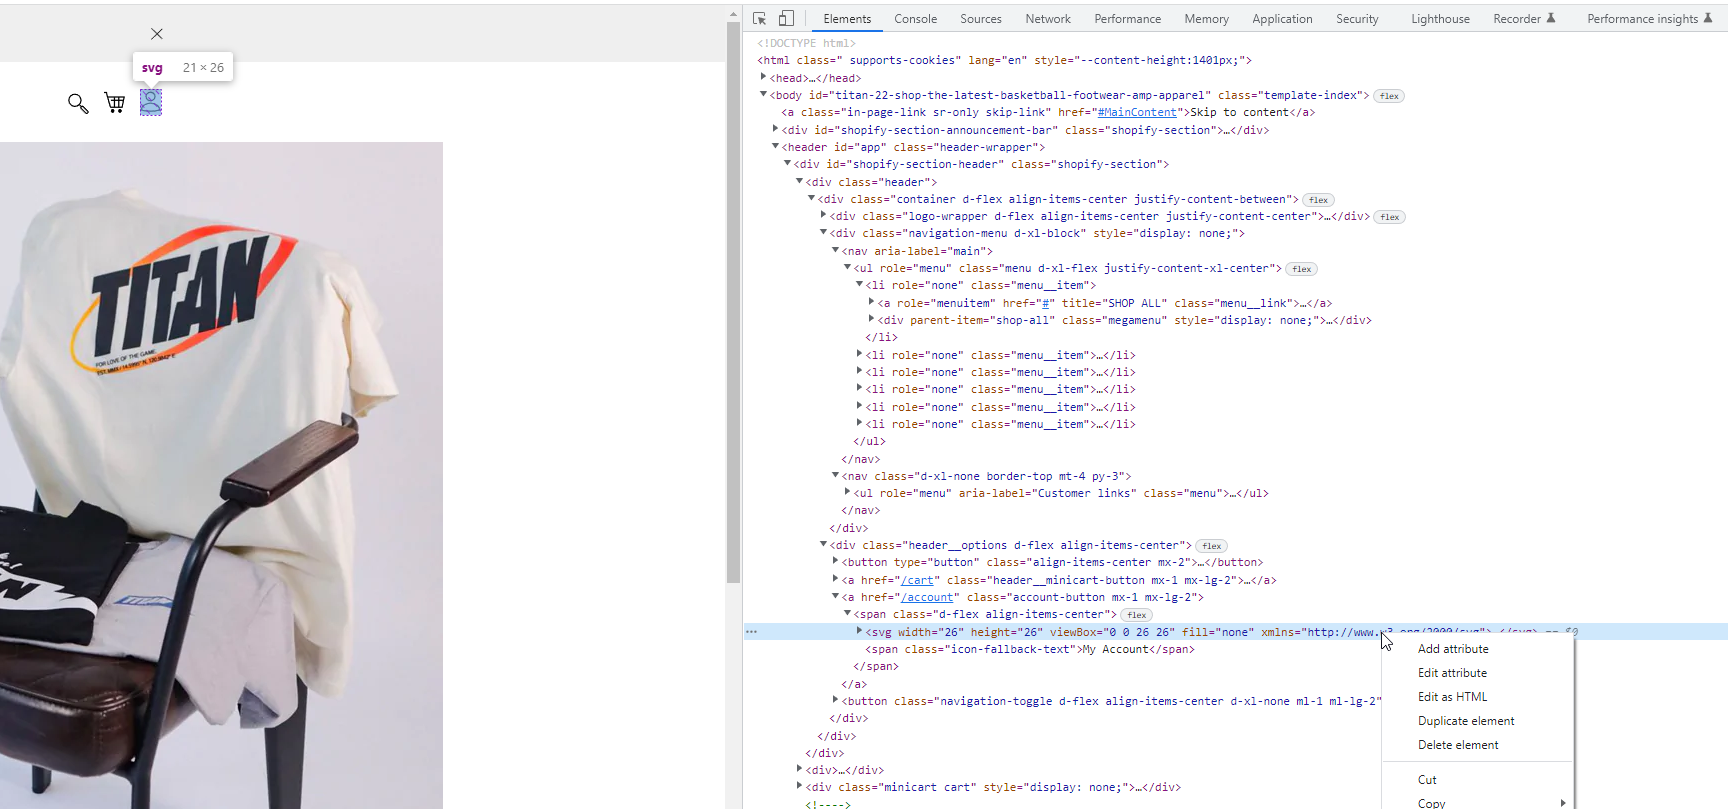 svg 21 × 26
TITAN
FOR LOVE OF THE GAME.
Elements Console Sources Network Performance Memory Application Security Lighthouse Recorder Performance insights
<!DOCTYPE html>
<html class=" supports-cookies" lang="en" style="--content-height:1401px;">
<head>…</head>
<body id="titan-22-shop-the-latest-basketball-footwear-amp-apparel" class="template-index"> flex
<a class="in-page-link sr-only skip-link" href="#MainContent">Skip to content</a>
<div id="shopify-section-announcement-bar" class="shopify-section">…</div>
<header id="app" class="header-wrapper">
<div id="shopify-section-header" class="shopify-section">
<div class="header">
<div class="container d-flex align-items-center justify-content-between"> flex
<div class="logo-wrapper d-flex align-items-center justify-content-center">…</div> flex
<div class="navigation-menu d-xl-block" style="display: none;">
<nav aria-label="main">
<ul role="menu" class="menu d-xl-flex justify-content-xl-center"> flex
<li role="none" class="menu__item">
<a role="menuitem" href="#" title="SHOP ALL" class="menu__link">…</a>
<div parent-item="shop-all" class="megamenu" style="display: none;">…</div>
</li>
<li role="none" class="menu__item">…</li>
<li role="none" class="menu__item">…</li>
<li role="none" class="menu__item">…</li>
<li role="none" class="menu__item">…</li>
<li role="none" class="menu__item">…</li>
</ul>
</nav>
<nav class="d-xl-none border-top mt-4 py-3">
<ul role="menu" aria-label="Customer links" class="menu">…</ul>
</nav>
</div>
<div class="header__options d-flex align-items-center"> flex
<button type="button" class="align-items-center mx-2">…</button>
<a href="/cart" class="header__minicart-button mx-1 mx-lg-2">…</a>
<a href="/account" class="account-button mx-1 mx-lg-2">
<span class="d-flex align-items-center"> flex
<svg width="26" height="26" viewBox="0 0 26 26" fill="none" xmlns="http://www.w3.org/2000/svg">…</svg> == $0
<span class="icon-fallback-text">My Account</span>
</span>
</a>
<button class="navigation-toggle d-flex align-items-center d-xl-none ml-1 ml-lg-2"
</div>
</div>
</div>
<div>…</div>
<div class="minicart cart" style="display: none;">…</div>
<!---->
Add attribute
Edit attribute
Edit as HTML
Duplicate element
Delete element
Cut
Copy